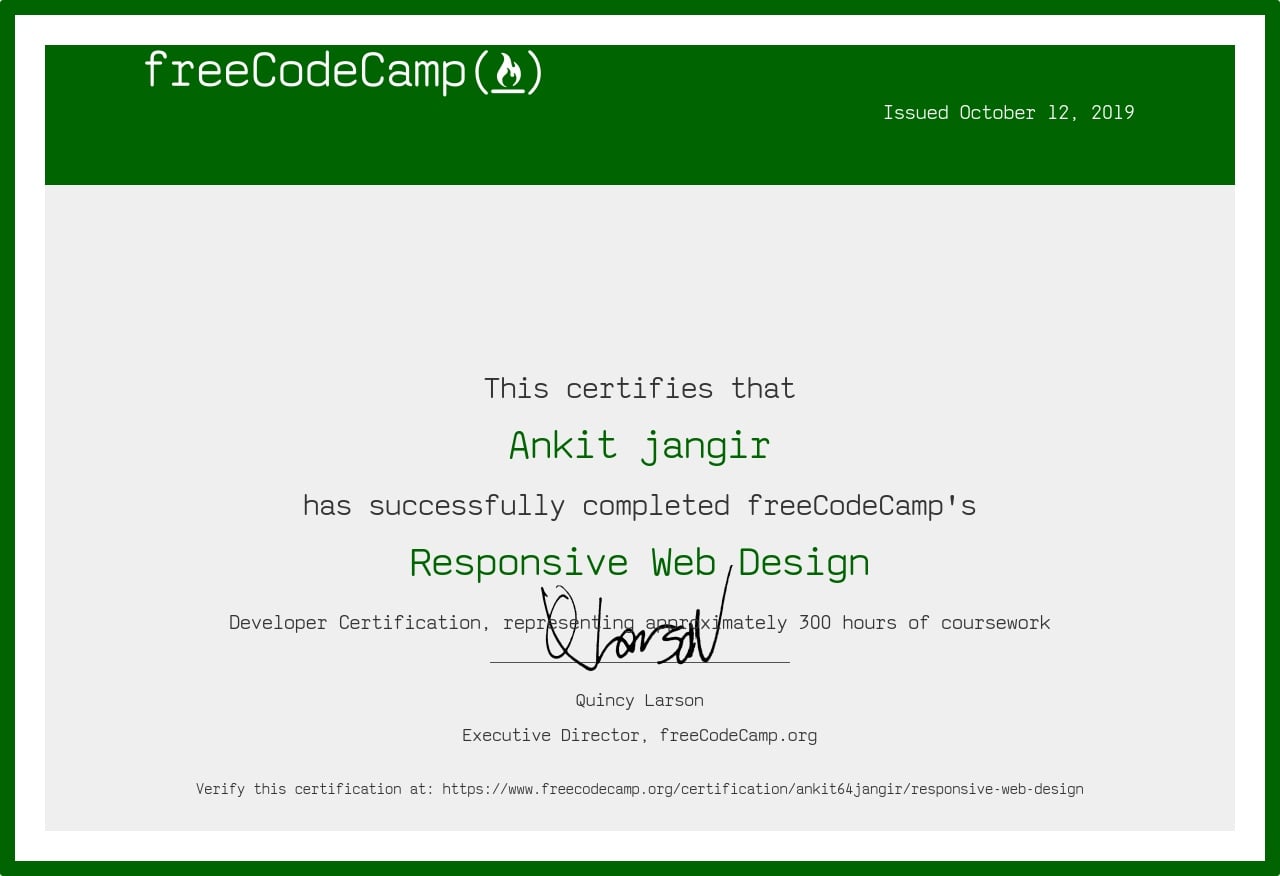 freeCodeCamp(🔥)
Issued October 12, 2019
This certifies that
Ankit jangir
has successfully completed freeCodeCamp's
Responsive Web Design
Developer Certification, representing approximately 300 hours of coursework
Q Larson
Quincy Larson
Executive Director, freeCodeCamp.org
Verify this certification at: https://www.freecodecamp.org/certification/ankit64jangir/responsive-web-design